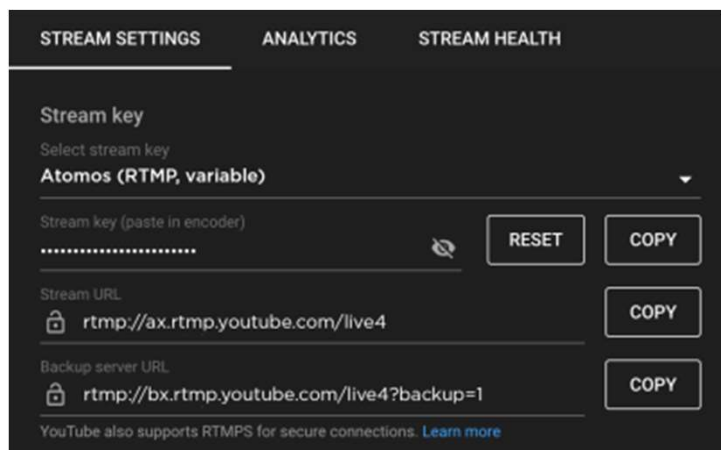 STREAM SETTINGS ANALYTICS STREAM HEALTH
Stream key
Select stream key
Atomos (RTMP, variable)
Stream key (paste in encoder)
•••••••••••••••••••••••• RESET COPY
Stream URL
rtmp://ax.rtmp.youtube.com/live4 COPY
Backup server URL
rtmp://bx.rtmp.youtube.com/live4?backup=1 COPY
YouTube also supports RTMPS for secure connections. Learn more